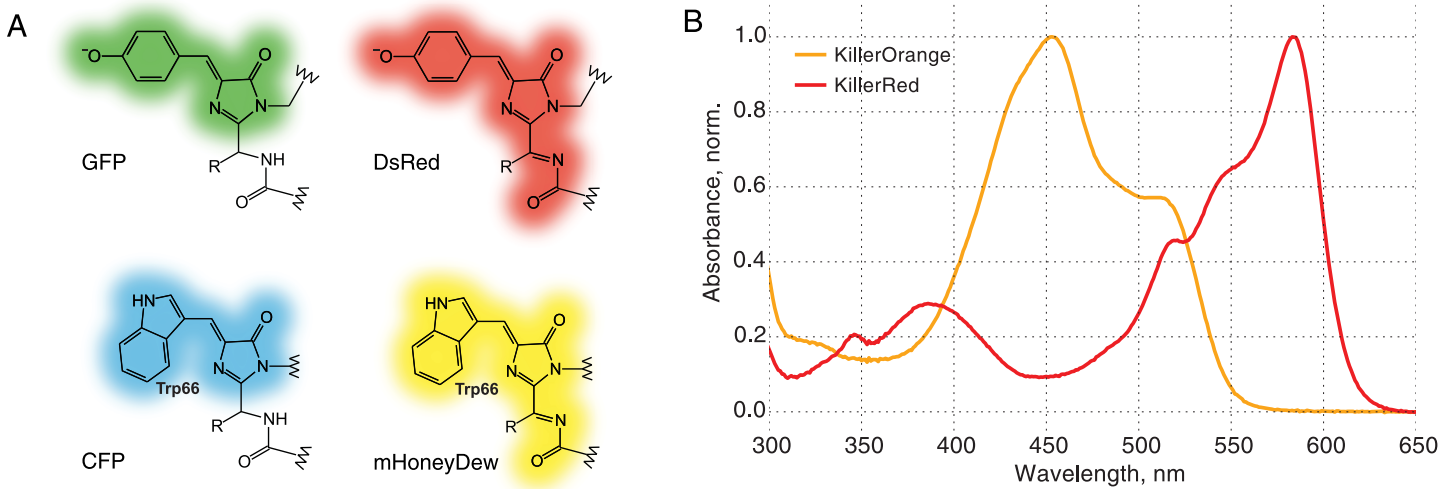 A
⁻O
O
N
N
R
NH
O
GFP
⁻O
O
N
N
R
N
O
DsRed
HN
O
N
N
Trp66
R
NH
O
CFP
HN
O
N
N
Trp66
R
N
O
mHoneyDew
B
KillerOrange
KillerRed
Absorbance, norm.
1.0
0.8
0.6
0.4
0.2
0.0
300
350
400
450
500
550
600
650
Wavelength, nm